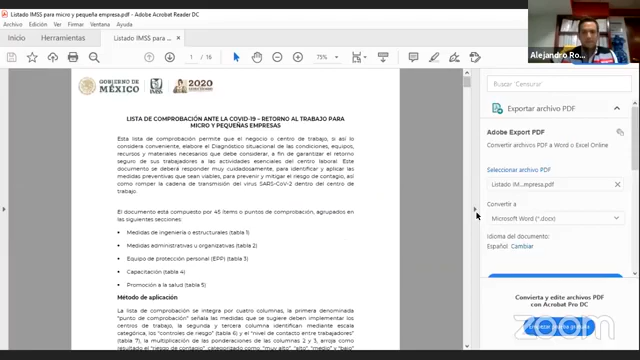 Listado IMSS para micro y pequeña empresa.pdf - Adobe Acrobat Reader DC
Archivo Edición Ver Firmar Ventana Ayuda
Inicio Herramientas Listado IMSS para... ×
1 / 16 75%
Alejandro Ro...
GOBIERNO DE
MÉXICO
IMSS
2020
LISTA DE COMPROBACIÓN ANTE LA COVID-19 – RETORNO AL TRABAJO PARA
MICRO Y PEQUEÑAS EMPRESAS
Esta lista de comprobación permite que el negocio o centro de trabajo, si así lo
considera conveniente, elabore el Diagnóstico situacional de las condiciones, equipos,
recursos y materiales necesarios que debe considerar, a fin de garantizar el retorno
seguro de sus trabajadores a las actividades esenciales del centro laboral. Este
documento se deberá responder muy cuidadosamente, para identificar y aplicar las
medidas preventivas que sean viables, para prevenir y mitigar el riesgo de contagio, así
como romper la cadena de transmisión del virus SARS-CoV-2 dentro del centro de
trabajo.
El documento está compuesto por 45 ítems o puntos de comprobación, agrupados en
las siguientes secciones:
• Medidas de ingeniería o estructurales (tabla 1)
• Medidas administrativas u organizativas (tabla 2)
• Equipo de protección personal (EPP) (tabla 3)
• Capacitación (tabla 4)
• Promoción a la salud (tabla 5)
Método de aplicación
La lista de comprobación se integra por cuatro columnas, la primera denominada
"punto de comprobación" señala las medidas que se sugiere deben implementar los
centros de trabajo, la segunda y tercera columna identifican mediante escala
categórica, los "controles de riesgo" (tabla 6) y el "nivel de contacto entre trabajadores"
(tabla 7), la multiplicación de las ponderaciones de las columnas 2 y 3, arroja como
resultado el "riesgo de contagio", categorizado como "muy alto", "alto", "medio" y "bajo"
Buscar 'Censurar'
Exportar archivo PDF
Adobe Export PDF
Convertir archivos PDF a Word o Excel Online
Seleccionar archivo PDF
Listado IM...mpresa.pdf ×
Convertir a
Microsoft Word (*.docx)
Idioma del documento:
Español Cambiar
Convierta y edite archivos PDF
con Acrobat Pro DC
zoom